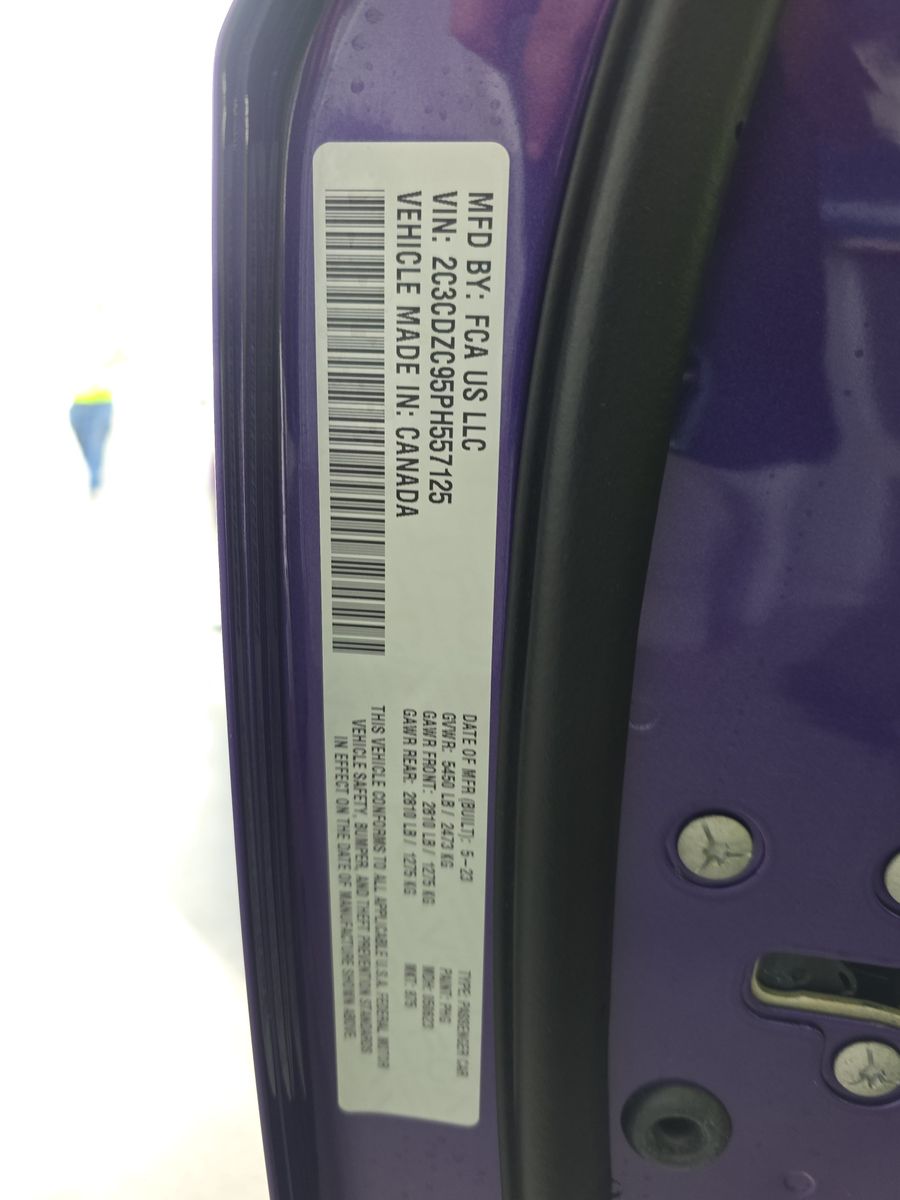 MFD BY: FCA US LLC
VIN: 2C3CDZC95PH557125
VEHICLE MADE IN: CANADA
DATE OF MFR (BUILT): 5-23
GVWR: 5450 LB / 2473 KG
GAWR FRONT: 2810 LB / 1275 KG
GAWR REAR: 2810 LB / 1275 KG
TYPE: PASSENGER CAR
PAINT: PHG
MDH:
MKT:
THIS VEHICLE CONFORMS TO ALL APPLICABLE U.S.A. FEDERAL MOTOR
VEHICLE SAFETY, BUMPER, AND THEFT PREVENTION STANDARDS
IN EFFECT ON THE DATE OF MANUFACTURE SHOWN ABOVE.